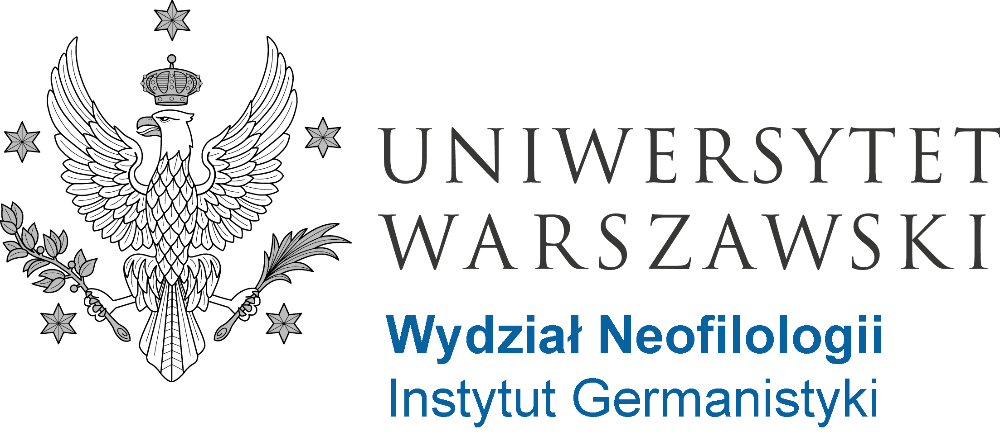 UNIWERSYTET
WARSZAWSKI
Wydział Neofilologii
Instytut Germanistyki